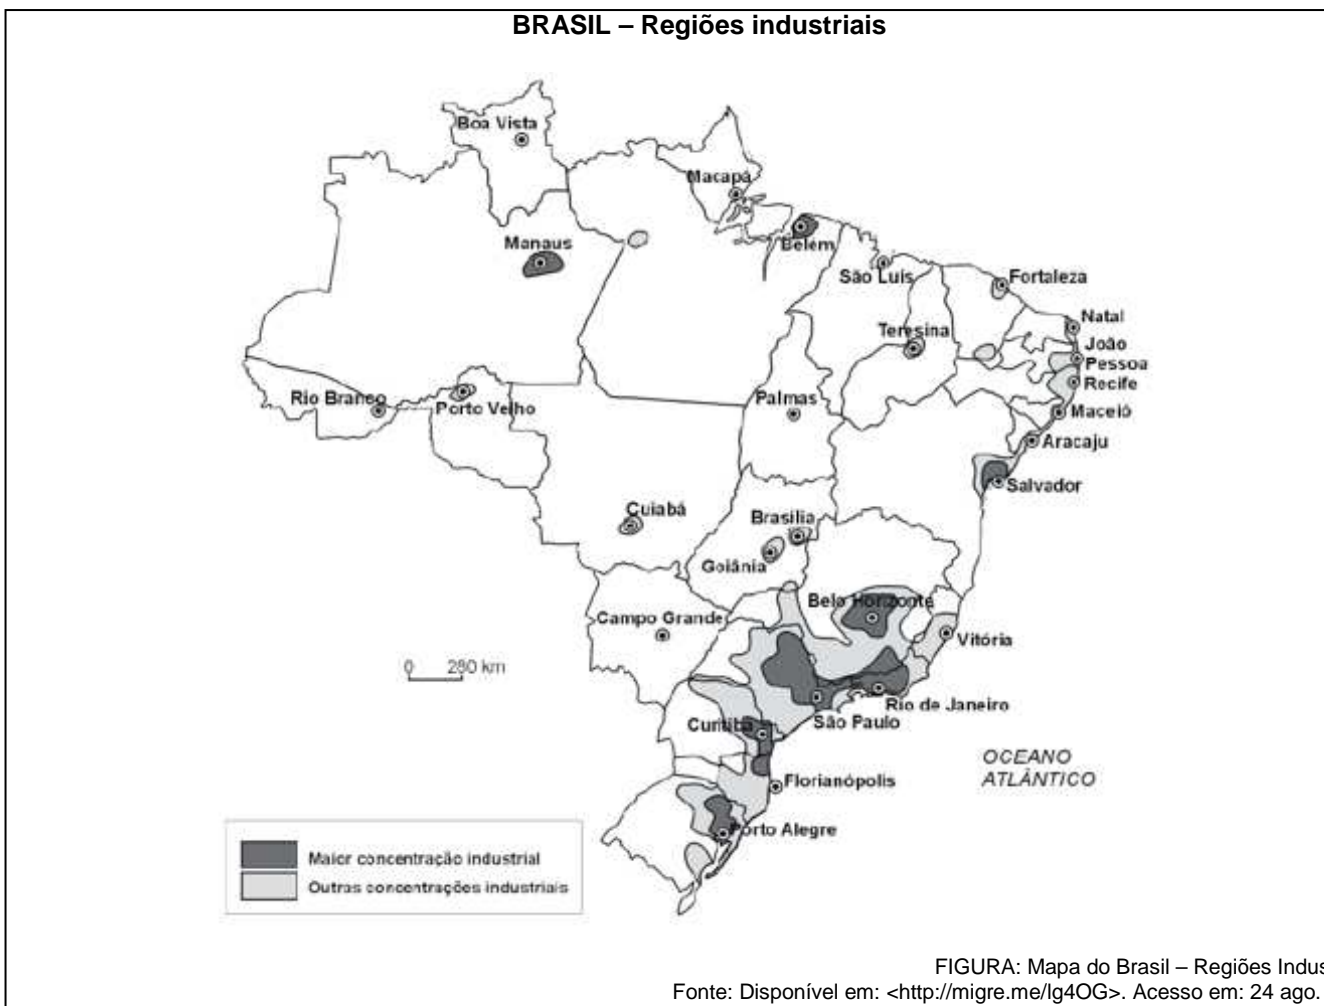 BRASIL – Regiões industriais
Boa Vista
Macapá
Manaus
Belém
São Luís
Fortaleza
Teresina
Natal
João
Pessoa
Recife
Rio Branco
Porto Velho
Palmas
Maceió
Aracaju
Salvador
Cuiabá
Brasília
Goiânia
Belo Horizonte
Campo Grande
Vitória
0 280 km
Rio de Janeiro
São Paulo
Curitiba
OCEANO
ATLÂNTICO
Florianópolis
Porto Alegre
Maior concentração industrial
Outras concentrações industriais
FIGURA: Mapa do Brasil – Regiões Indus
Fonte: Disponível em: <http://migre.me/lg4OG>. Acesso em: 24 ago.